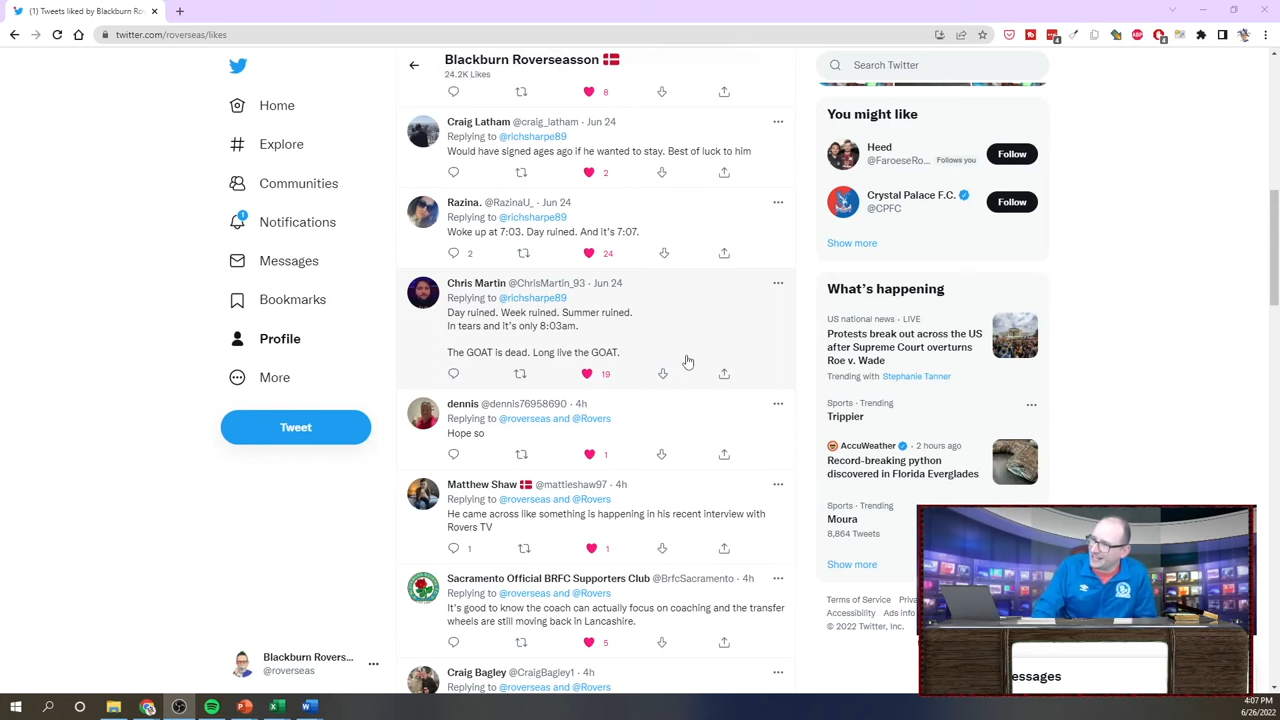 (1) Tweets liked by Blackburn Ro
twitter.com/roverseas/likes
Blackburn Roverseasson
24.2K Likes
8
Craig Latham @craig_latham · Jun 24
Replying to @richsharpe89
Would have signed ages ago if he wanted to stay. Best of luck to him
2
Razina. @RazinaU_ · Jun 24
Replying to @richsharpe89
Woke up at 7:03. Day ruined. And it's 7:07.
2
24
Chris Martin @ChrisMartin_93 · Jun 24
Replying to @richsharpe89
Day ruined. Week ruined. Summer ruined.
In tears and it's only 8:03am.
The GOAT is dead. Long live the GOAT.
19
dennis @dennis76958690 · 4h
Replying to @roverseas and @Rovers
Hope so
1
Matthew Shaw @mattieshaw97 · 4h
Replying to @roverseas and @Rovers
He came across like something is happening in his recent interview with
Rovers TV
1
1
Sacramento Official BRFC Supporters Club @BrfcSacramento · 4h
Replying to @roverseas and @Rovers
It's good to know the coach can actually focus on coaching and the transfer
wheels are still moving back in Lancashire.
5
Craig Bagley @CraigBagley1 · 4h
Replying to @roverseas and @Rovers
Home
Explore
Communities
1
Notifications
Messages
Bookmarks
Profile
More
Tweet
Blackburn Rovers...
@roverseas
Search Twitter
You might like
Heed
@FaroeseRo... Follows you
Follow
Crystal Palace F.C.
@CPFC
Follow
Show more
What's happening
US national news · LIVE
Protests break out across the US
after Supreme Court overturns
Roe v. Wade
Trending with Stephanie Tanner
Sports · Trending
Trippier
AccuWeather · 2 hours ago
Record-breaking python
discovered in Florida Everglades
Sports · Trending
Moura
8,864 Tweets
Show more
Terms of Service Priva
Accessibility Ads info
© 2022 Twitter, Inc.
essages
4:07 PM
6/26/2022